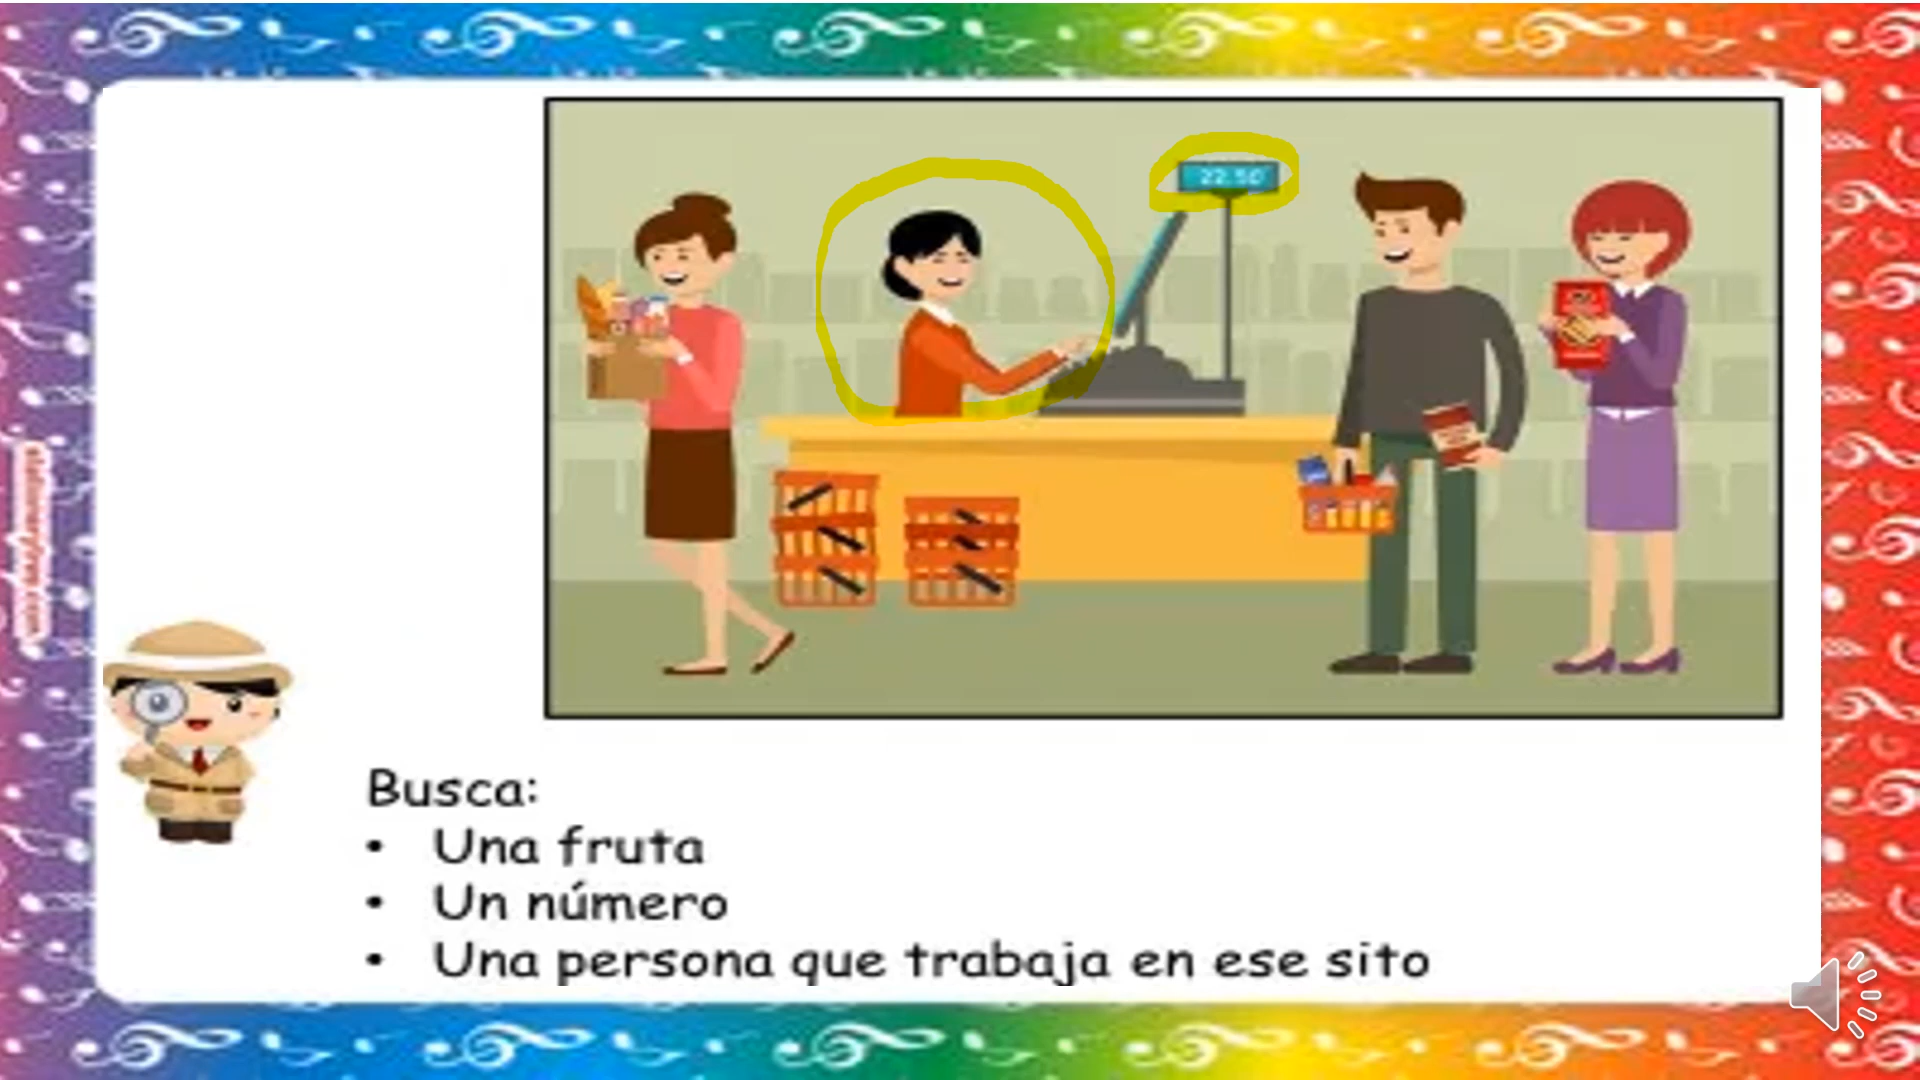 22.50
Busca:
• Una fruta
• Un número
• Una persona que trabaja en ese sito